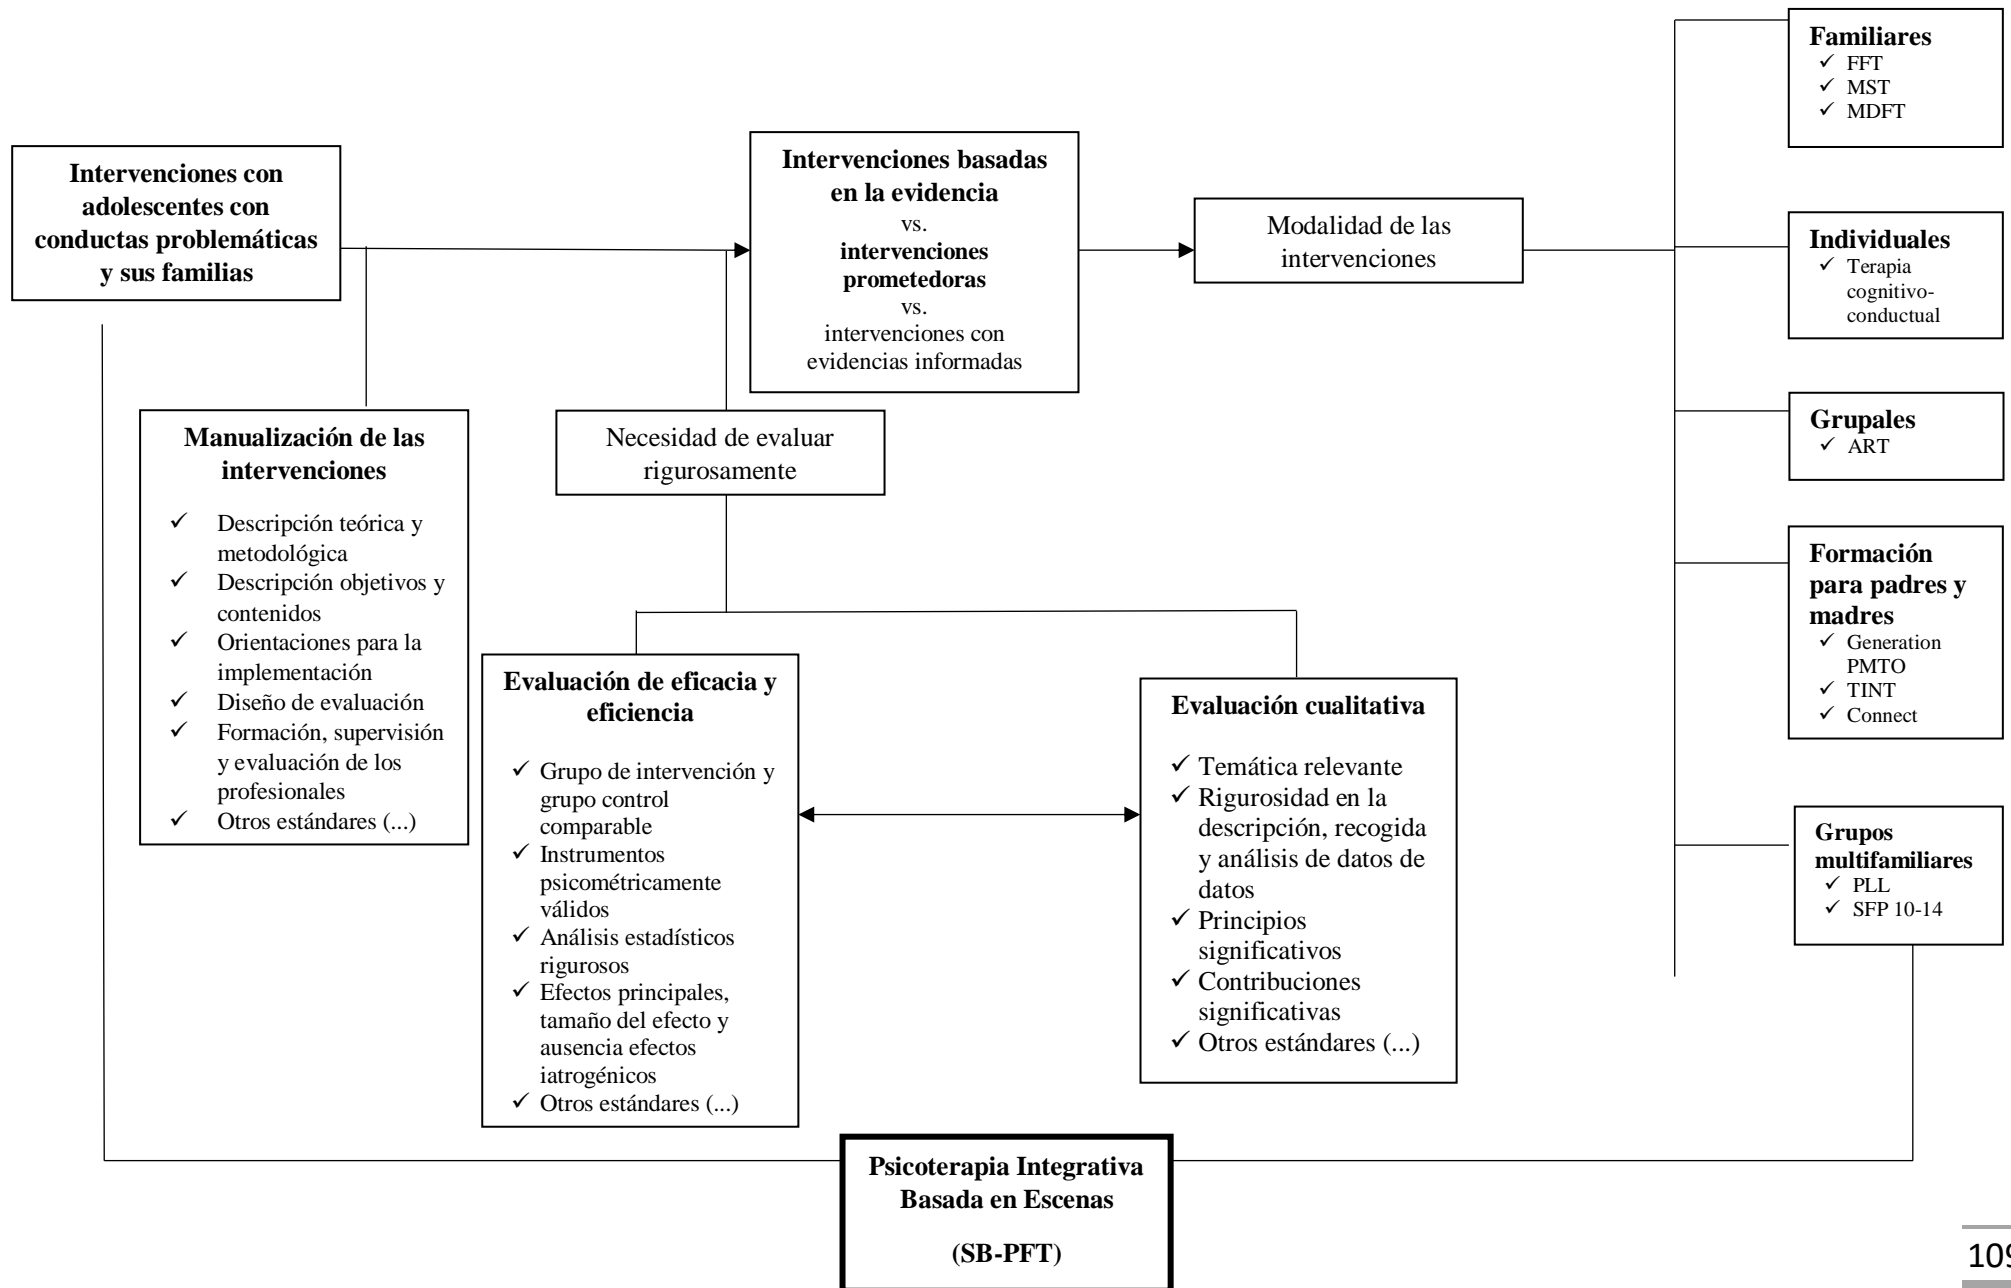 Intervenciones con
adolescentes con
conductas problemáticas
y sus familias
Manualización de las
intervenciones
✓ Descripción teórica y
metodológica
✓ Descripción objetivos y
contenidos
✓ Orientaciones para la
implementación
✓ Diseño de evaluación
✓ Formación, supervisión
y evaluación de los
profesionales
✓ Otros estándares (...)
Intervenciones basadas
en la evidencia
vs.
intervenciones
prometedoras
vs.
intervenciones con
evidencias informadas
Necesidad de evaluar
rigurosamente
Evaluación de eficacia y
eficiencia
✓ Grupo de intervención y
grupo control
comparable
✓ Instrumentos
psicométricamente
válidos
✓ Análisis estadísticos
rigurosos
✓ Efectos principales,
tamaño del efecto y
ausencia efectos
iatrogénicos
✓ Otros estándares (...)
Evaluación cualitativa
✓ Temática relevante
✓ Rigurosidad en la
descripción, recogida
y análisis de datos de
datos
✓ Principios
significativos
✓ Contribuciones
significativas
✓ Otros estándares (...)
Modalidad de las
intervenciones
Familiares
✓ FFT
✓ MST
✓ MDFT
Individuales
✓ Terapia
cognitivo-
conductual
Grupales
✓ ART
Formación
para padres y
madres
✓ Generation
PMTO
✓ TINT
✓ Connect
Grupos
multifamiliares
✓ PLL
✓ SFP 10-14
Psicoterapia Integrativa
Basada en Escenas
(SB-PFT)
109